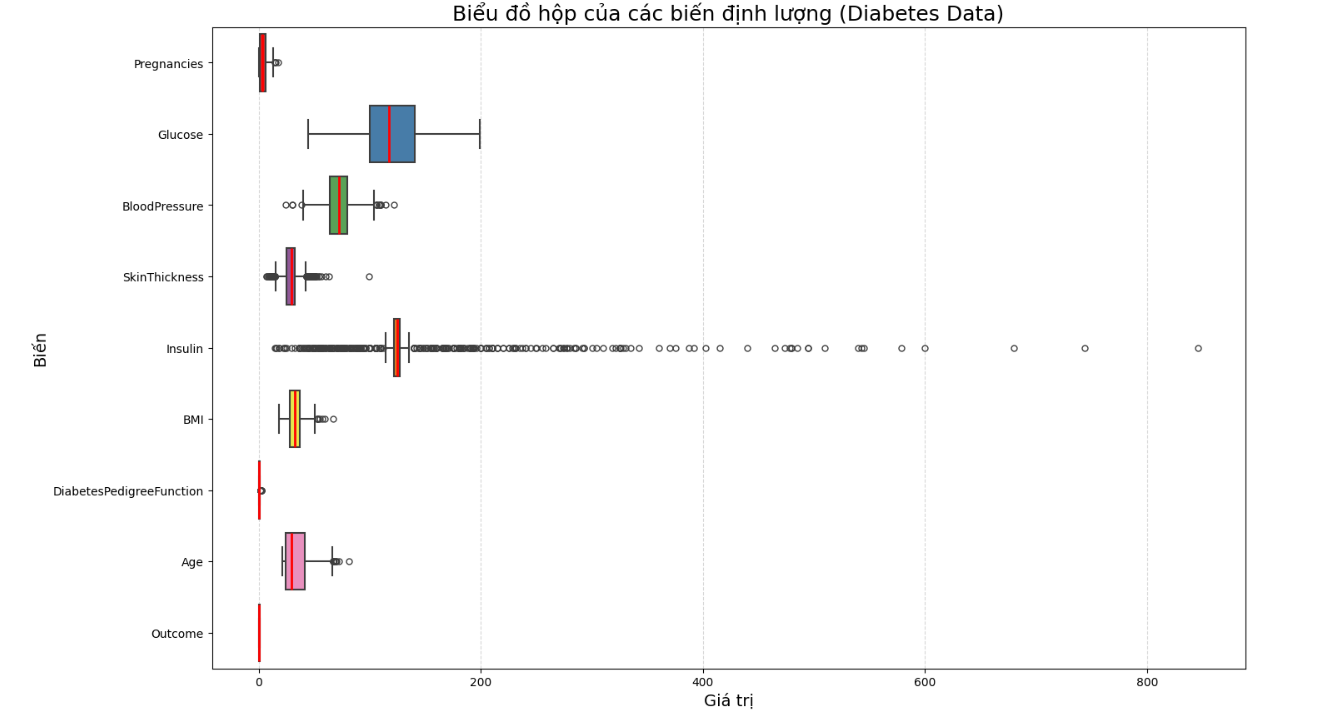 Biểu đồ hộp của các biến định lượng (Diabetes Data)
Pregnancies
Glucose
BloodPressure
SkinThickness
Insulin
BMI
DiabetesPedigreeFunction
Age
Outcome
Biến
0 200 400 600 800
Giá trị